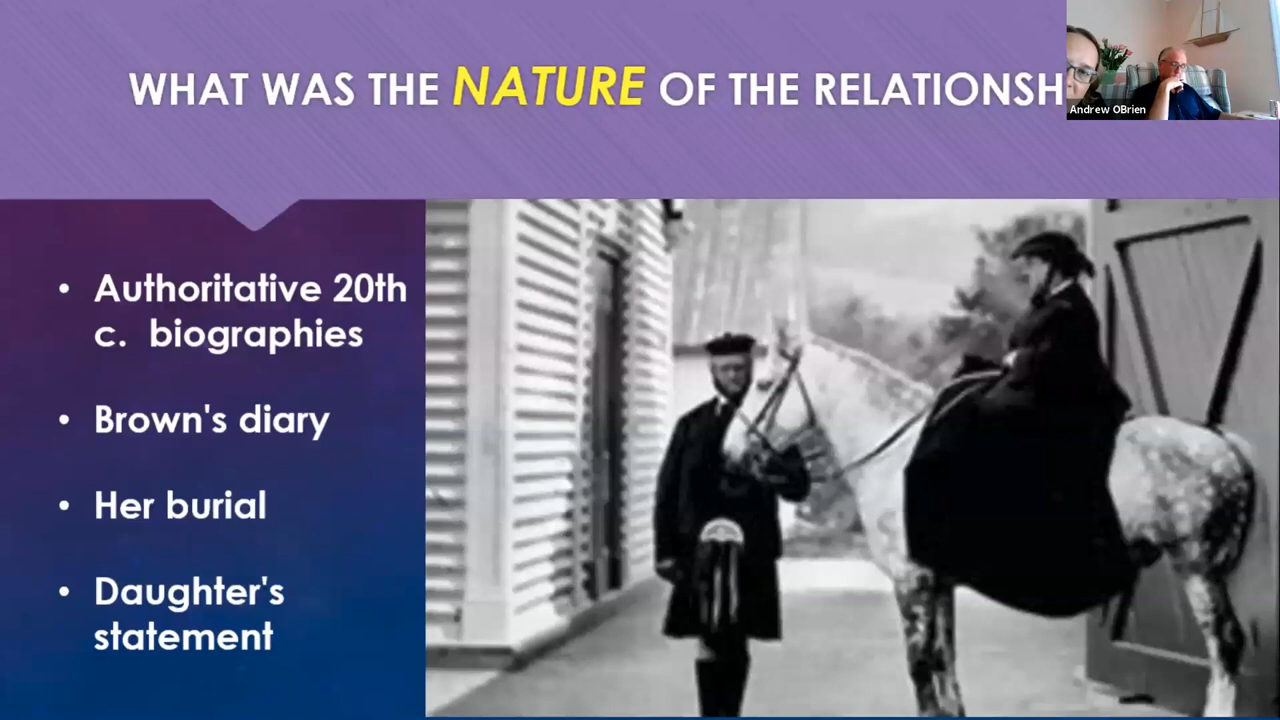 WHAT WAS THE NATURE OF THE RELATIONSH
Andrew OBrien
• Authoritative 20th
c. biographies
• Brown's diary
• Her burial
• Daughter's
statement